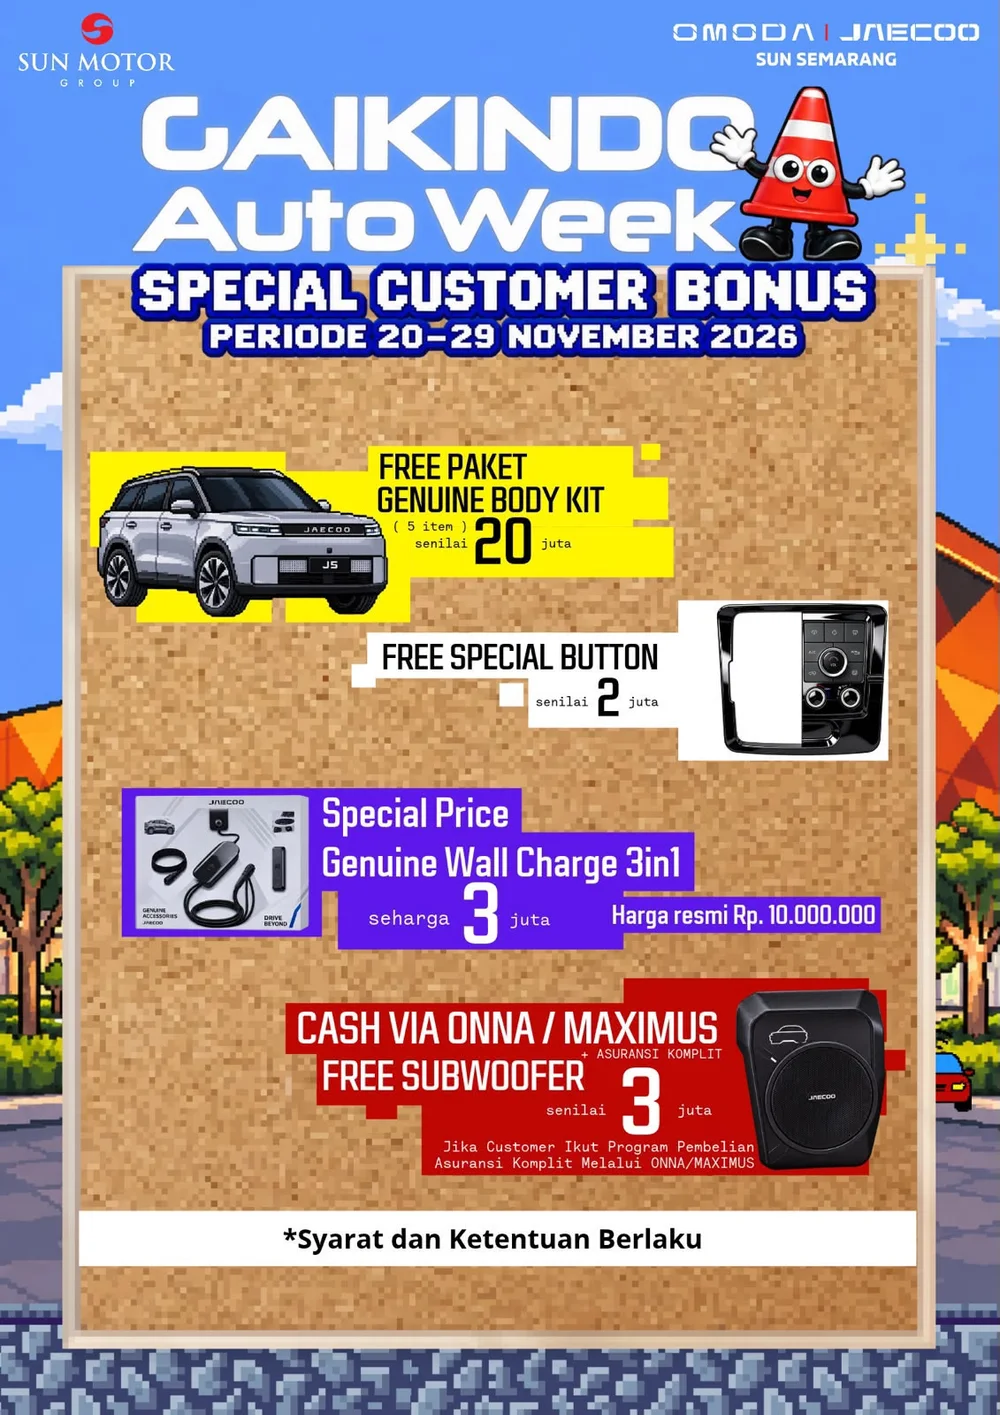 SUN MOTOR
GROUP
OMODA | JAECOO
SUN SEMARANG
GAIKINDO
Auto Week
SPECIAL CUSTOMER BONUS
PERIODE 20-29 NOVEMBER 2026
FREE PAKET
GENUINE BODY KIT
( 5 item )
senilai 20 juta
JAECOO
J5
FREE SPECIAL BUTTON
senilai 2 juta
JAECOO
GENUINE
ACCESSORIES
JAECOO
DRIVE
BEYOND
Special Price
Genuine Wall Charge 3in1
seharga 3 juta
Harga resmi Rp. 10.000.000
CASH VIA ONNA / MAXIMUS
+ ASURANSI KOMPLIT
FREE SUBWOOFER
senilai 3 juta
Jika Customer Ikut Program Pembelian
Asuransi Komplit Melalui ONNA/MAXIMUS
JAECOO
*Syarat dan Ketentuan Berlaku